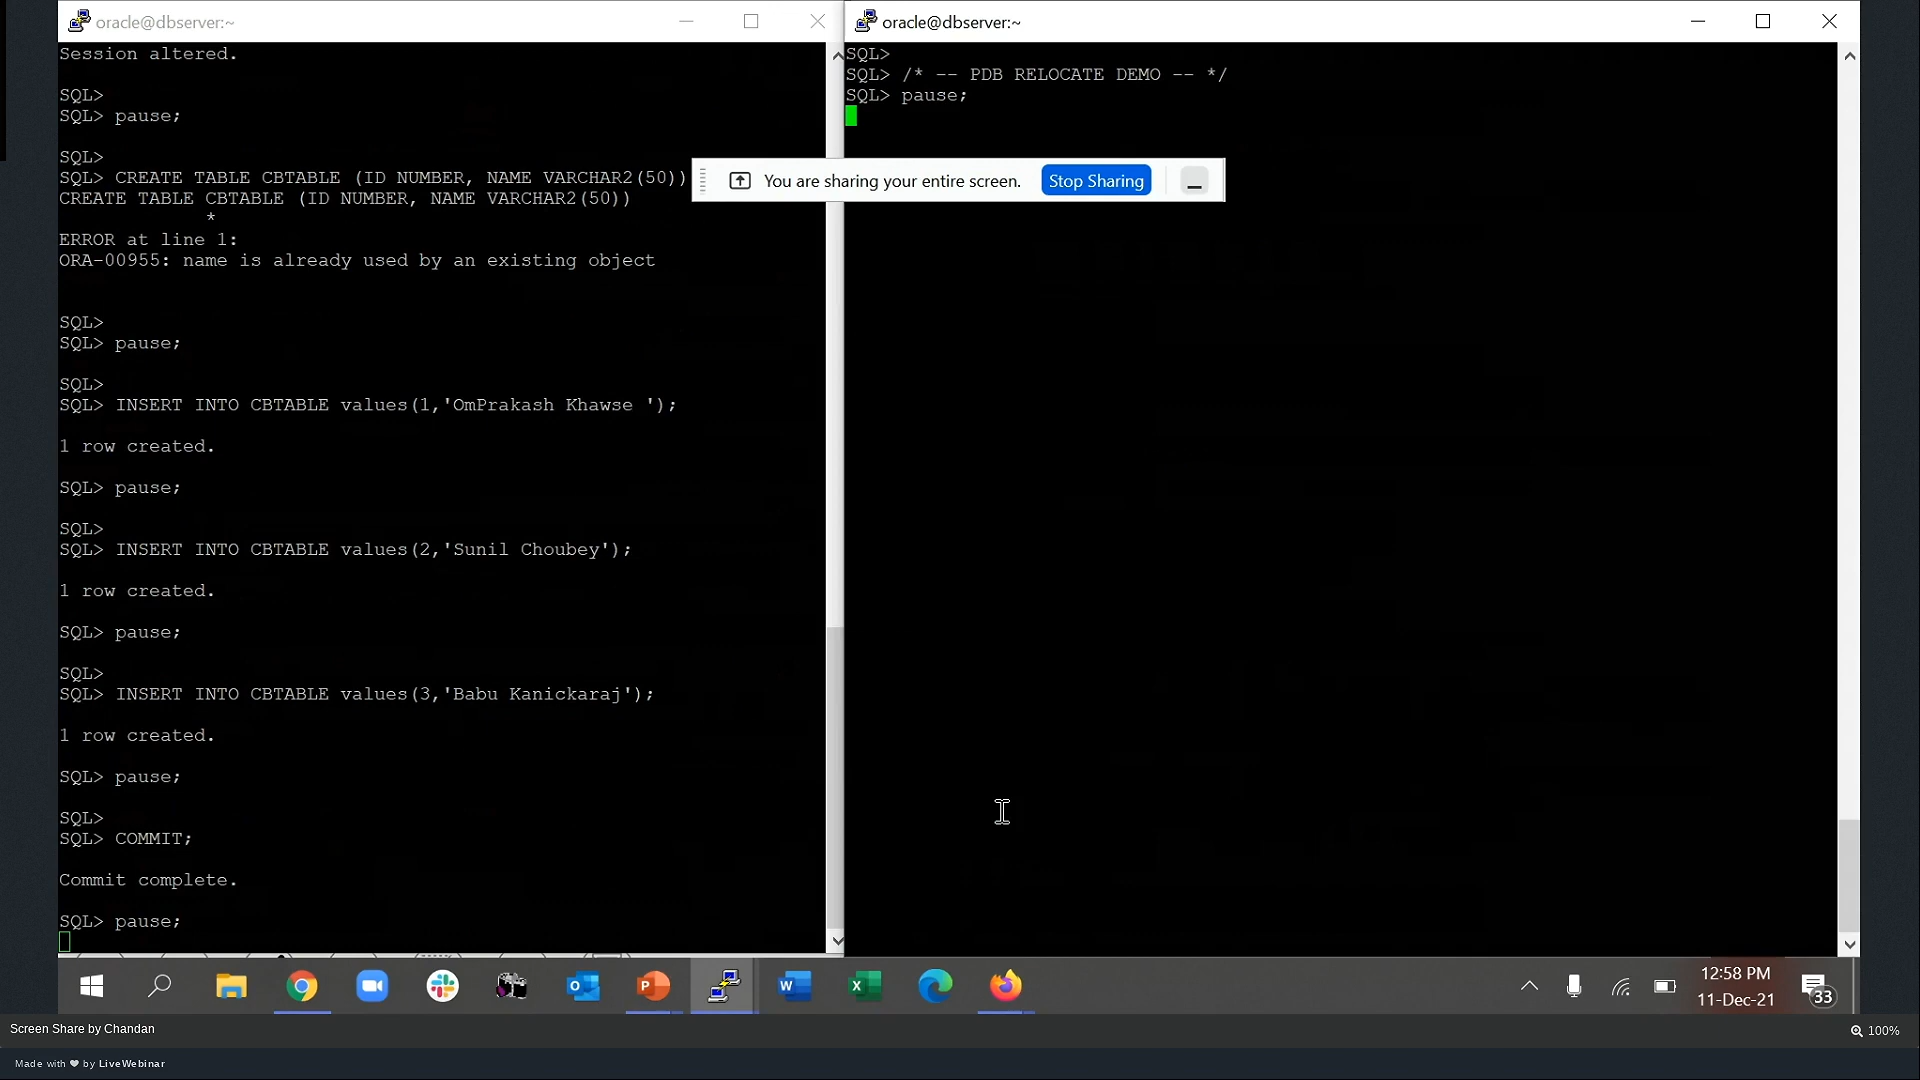 oracle@dbserver:~
Session altered.
SQL>
SQL> pause;
SQL>
SQL> CREATE TABLE CBTABLE (ID NUMBER, NAME VARCHAR2(50))
CREATE TABLE CBTABLE (ID NUMBER, NAME VARCHAR2(50))
*
ERROR at line 1:
ORA-00955: name is already used by an existing object
SQL>
SQL> pause;
SQL>
SQL> INSERT INTO CBTABLE values(1,'OmPrakash Khawse ');
1 row created.
SQL> pause;
SQL>
SQL> INSERT INTO CBTABLE values(2,'Sunil Choubey');
1 row created.
SQL> pause;
SQL>
SQL> INSERT INTO CBTABLE values(3,'Babu Kanickaraj');
1 row created.
SQL> pause;
SQL>
SQL> COMMIT;
Commit complete.
SQL> pause;
oracle@dbserver:~
SQL>
SQL> /* -- PDB RELOCATE DEMO -- */
SQL> pause;
You are sharing your entire screen. Stop Sharing
12:58 PM
11-Dec-21
33
Screen Share by Chandan
100%
Made with ❤ by LiveWebinar